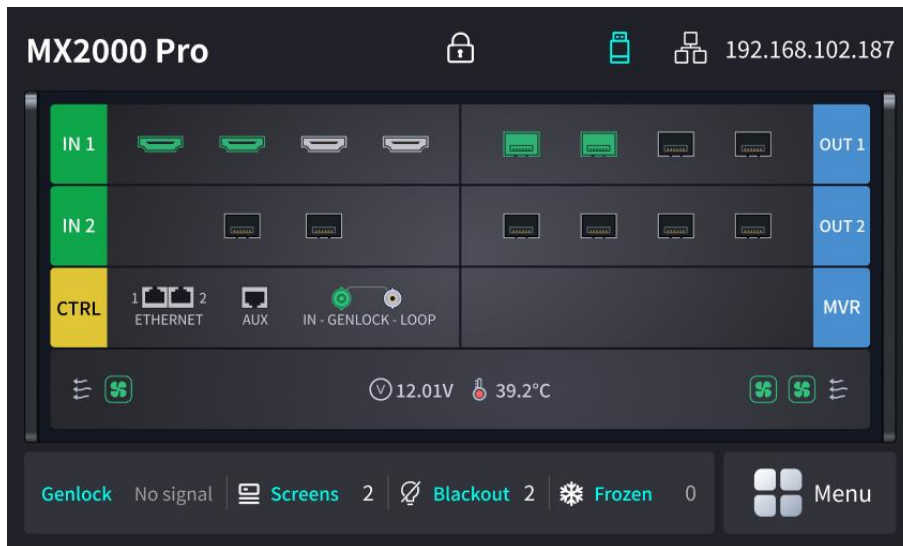 MX2000 Pro 192.168.102.187
IN 1 OUT 1
IN 2 OUT 2
CTRL 1 2 MVR
ETHERNET AUX IN - GENLOCK - LOOP
V 12.01V 39.2°C
Genlock No signal Screens 2 Blackout 2 Frozen 0 Menu